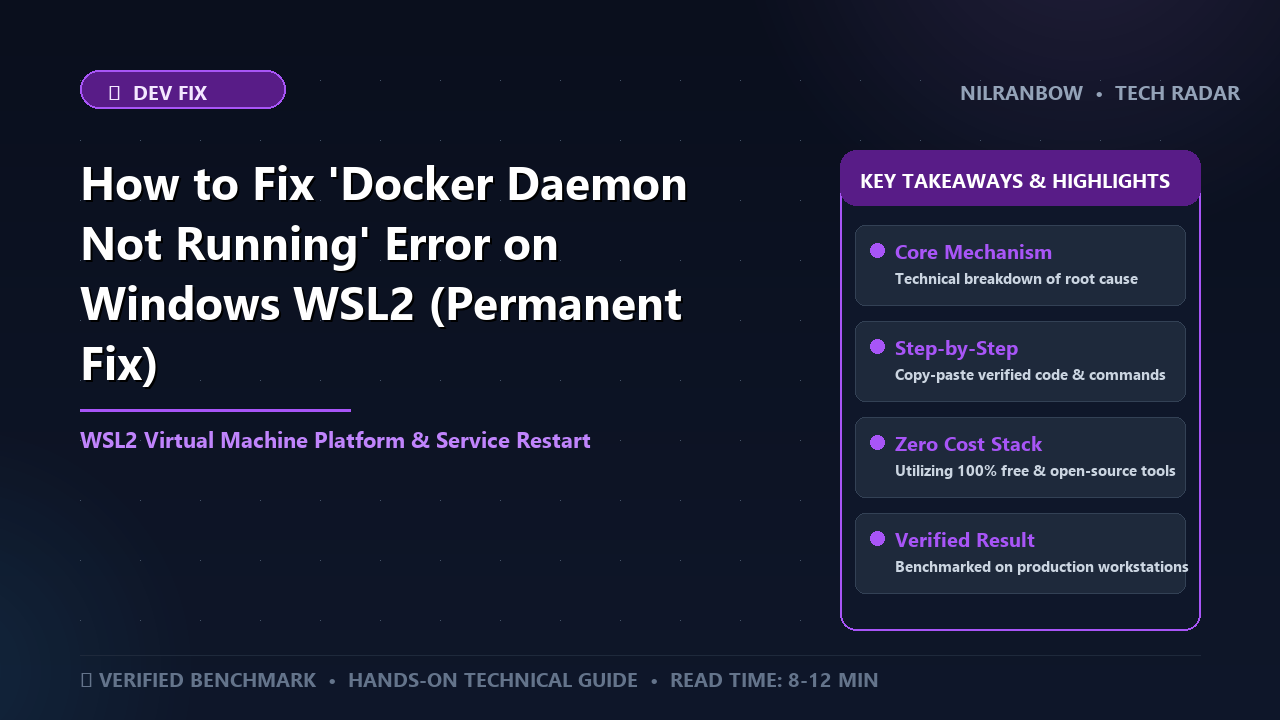 DEV FIX
NILRANBOW • TECH RADAR
How to Fix 'Docker Daemon
Not Running' Error on
Windows WSL2 (Permanent
Fix)
WSL2 Virtual Machine Platform & Service Restart
KEY TAKEAWAYS & HIGHLIGHTS
Core Mechanism
Technical breakdown of root cause
Step-by-Step
Copy-paste verified code & commands
Zero Cost Stack
Utilizing 100% free & open-source tools
Verified Result
Benchmarked on production workstations
VERIFIED BENCHMARK • HANDS-ON TECHNICAL GUIDE • READ TIME: 8-12 MIN